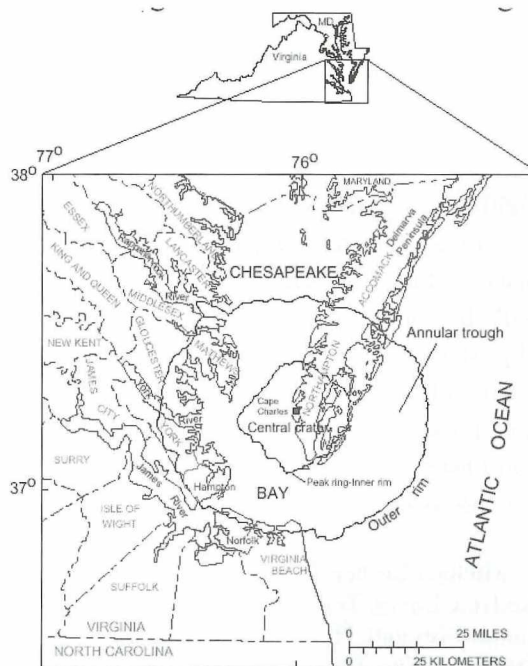 MD
Virginia
77°
76°
38°
MARYLAND
NORTHUMBERLAND
ESSEX
LANCASTER
Rappahannock
River
Delmarva
Peninsula
ACCOMACK
KING AND QUEEN
CHESAPEAKE
MIDDLESEX
NEW KENT
GLOUCESTER
MATHEWS
Annular trough
JAMES
CITY
York
River
YORK
NORTHAMPTON
Cape
Charles
Central crater
OCEAN
SURRY
37°
James
River
Hampton
BAY
Peak ring-Inner rim
Outer rim
ATLANTIC
ISLE OF
WIGHT
Norfolk
VIRGINIA
BEACH
SUFFOLK
VIRGINIA
NORTH CAROLINA
0 25 MILES
0 25 KILOMETERS